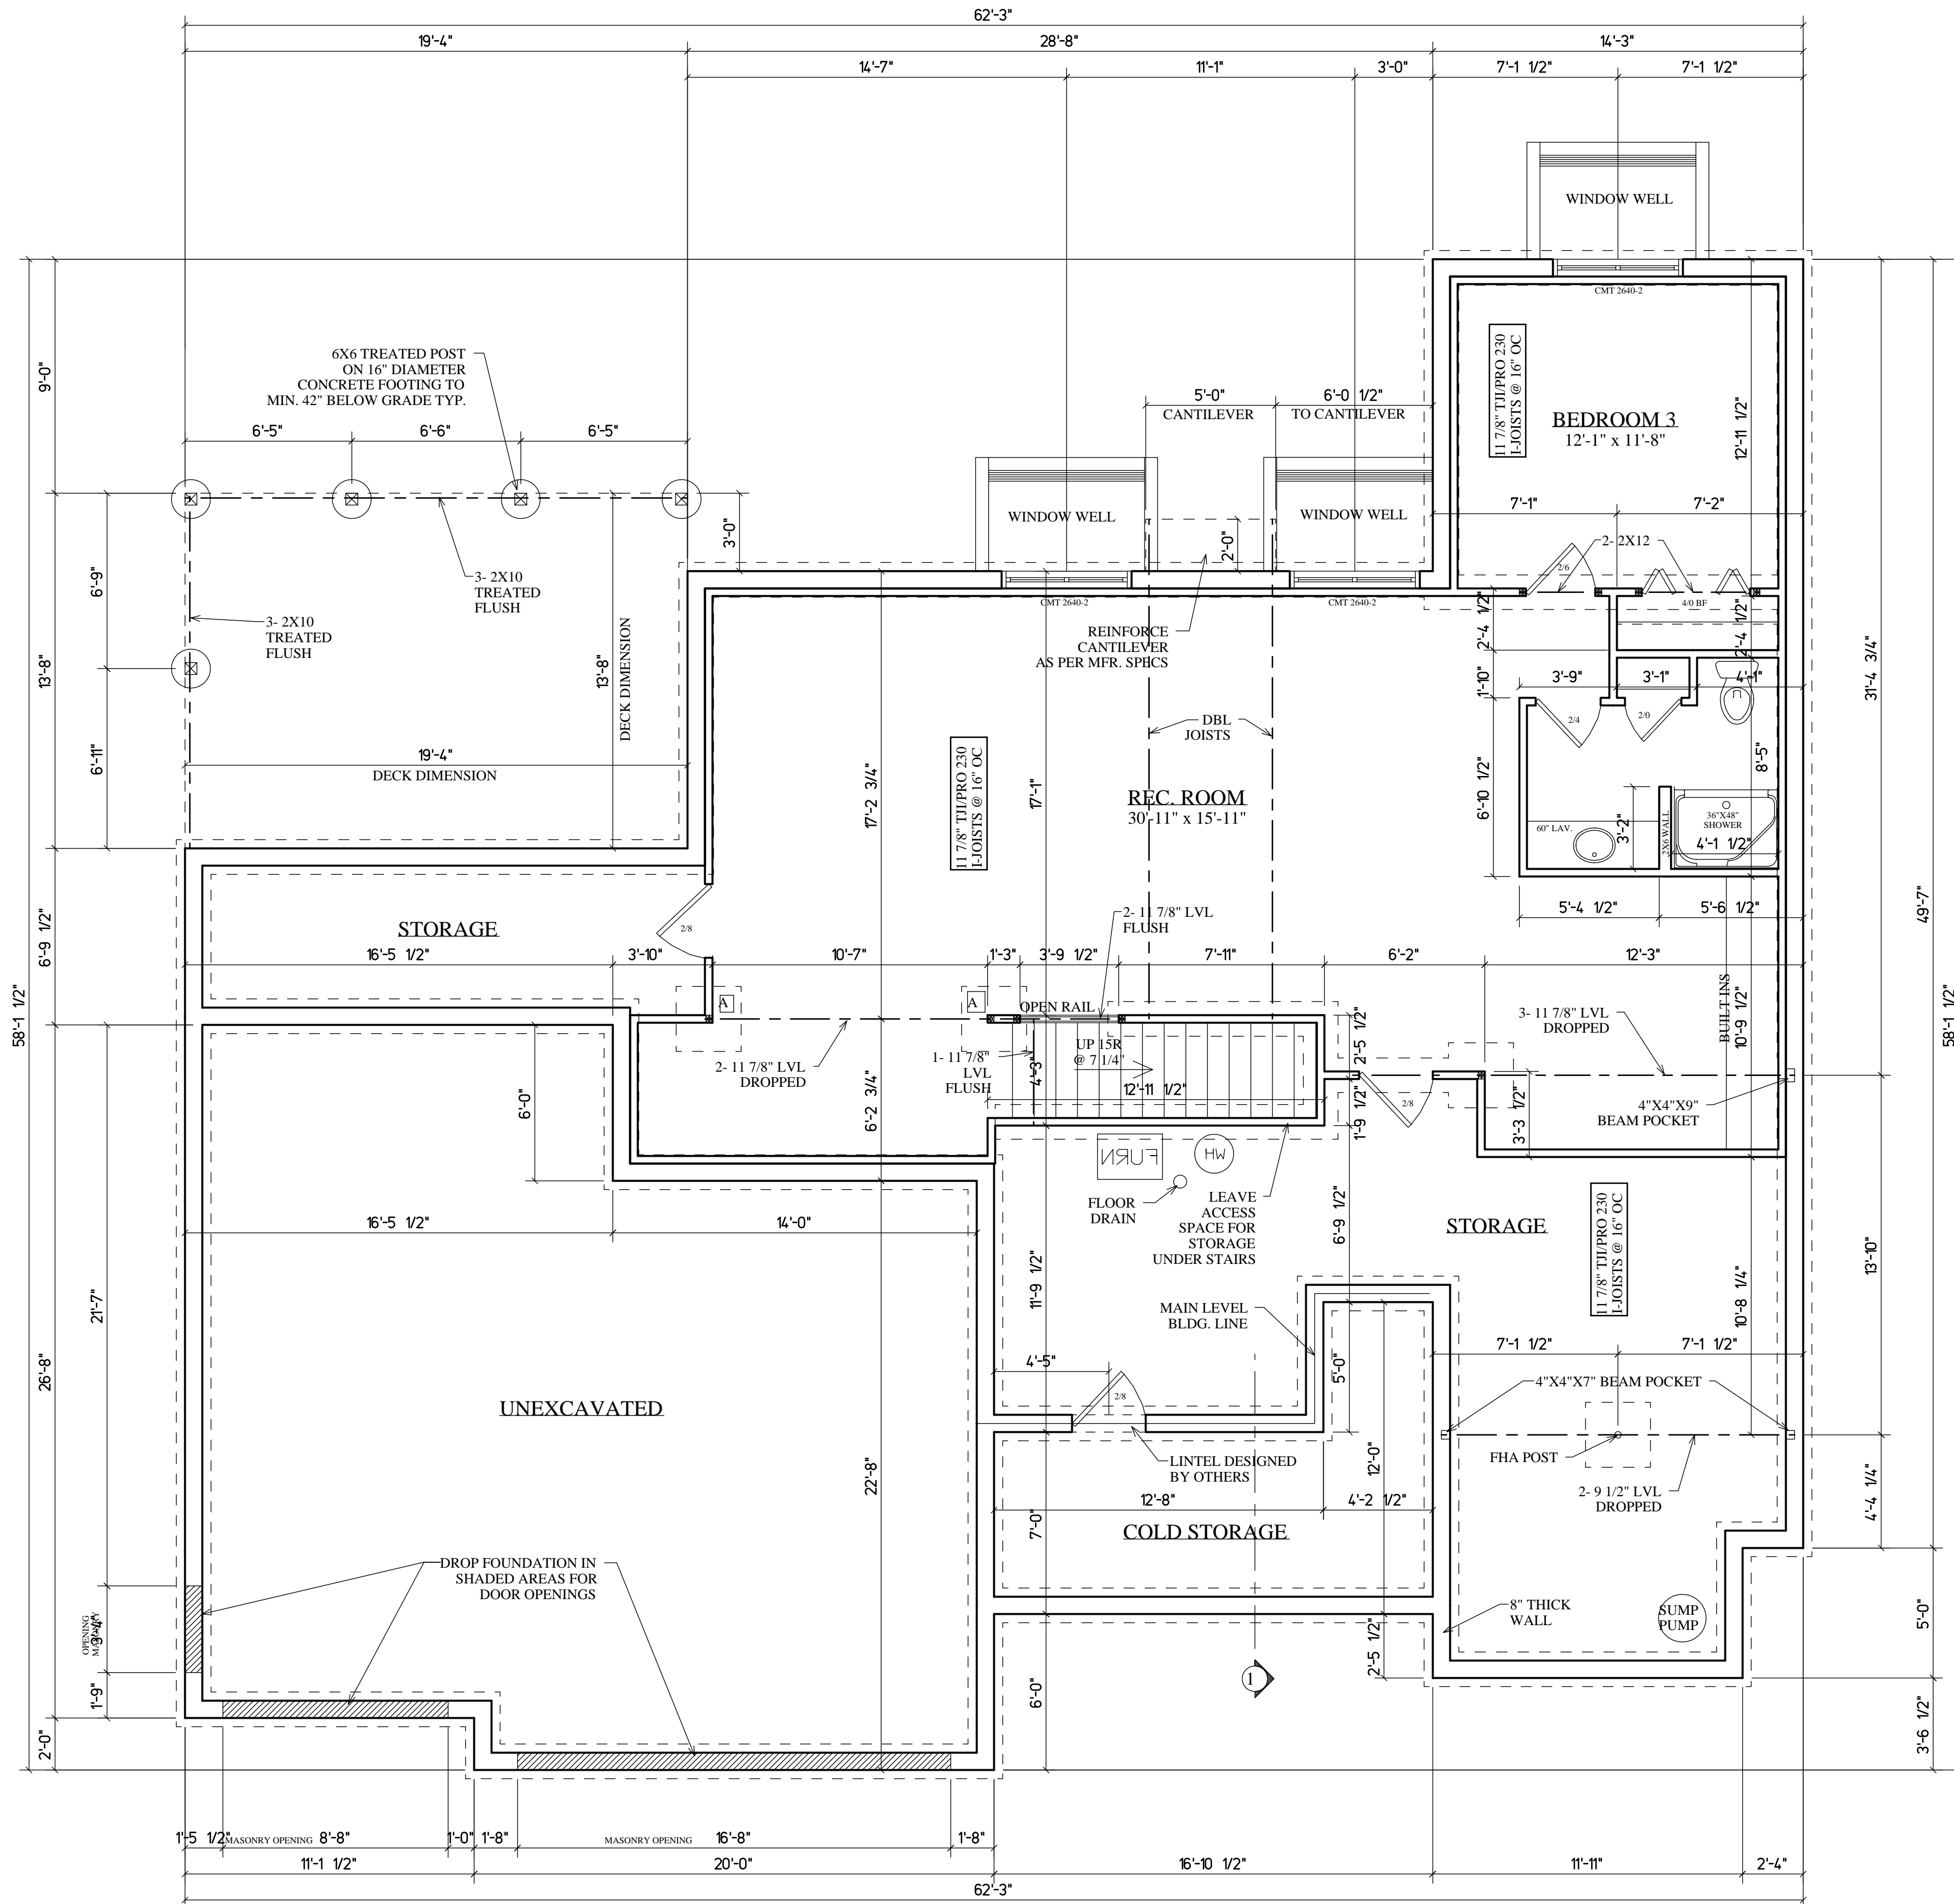 62'-3"
19'-4"
28'-8"
14'-3"
14'-7"
11'-1"
3'-0"
7'-1 1/2"
7'-1 1/2"
WINDOW WELL
CMT 2640-2
9'-0"
6X6 TREATED POST
ON 16" DIAMETER
CONCRETE FOOTING TO
MIN. 42" BELOW GRADE TYP.
6'-5"
6'-6"
6'-5"
5'-0"
CANTILEVER
6'-0 1/2"
TO CANTILEVER
11 7/8" TJI/PRO 230
I-JOISTS @ 16" OC
BEDROOM 3
12'-1" x 11'-8"
12'-11 1/2"
WINDOW WELL
WINDOW WELL
3'-0"
2'-0"
7'-1"
7'-2"
2- 2X12
2/6
4/0 BF
6'-9"
13'-8"
6'-11"
3- 2X10
TREATED
FLUSH
3- 2X10
TREATED
FLUSH
13'-8"
DECK DIMENSION
19'-4"
DECK DIMENSION
CMT 2640-2
CMT 2640-2
REINFORCE
CANTILEVER
AS PER MFR. SPECS
2'-4 1/2"
2'-4 1/2"
1'-10"
3'-9"
3'-1"
4'-1"
2/4
2/0
31'-4 3/4"
DBL
JOISTS
11 7/8" TJI/PRO 230
I-JOISTS @ 16" OC
17'-2 3/4"
17'-1"
REC. ROOM
30'-11" x 15'-11"
6'-10 1/2"
8'-5"
60" LAV.
3'-2"
2X6 WALL
36"X48"
SHOWER
4'-1 1/2"
49'-7"
58'-1 1/2"
58'-1 1/2"
6'-9 1/2"
STORAGE
2/8
2- 11 7/8" LVL
FLUSH
5'-4 1/2"
5'-6 1/2"
16'-5 1/2"
3'-10"
10'-7"
1'-3"
3'-9 1/2"
7'-11"
6'-2"
12'-3"
A
A
OPEN RAIL
BUILT INS
10'-9 1/2"
3- 11 7/8" LVL
DROPPED
2- 11 7/8" LVL
DROPPED
1- 11 7/8"
LVL
FLUSH
4'-3"
UP 15R
@ 7 1/4"
12'-11 1/2"
2'-5 1/2"
1'-9 1/2"
2/8
3'-3 1/2"
4"X4"X9"
BEAM POCKET
6'-0"
6'-2 3/4"
FURN
WH
FLOOR
DRAIN
LEAVE
ACCESS
SPACE FOR
STORAGE
UNDER STAIRS
6'-9 1/2"
STORAGE
11 7/8" TJI/PRO 230
I-JOISTS @ 16" OC
13'-10"
10'-8 1/4"
16'-5 1/2"
14'-0"
11'-9 1/2"
21'-7"
26'-8"
MAIN LEVEL
BLDG. LINE
7'-1 1/2"
7'-1 1/2"
4'-5"
2/8
5'-0"
4"X4"X7" BEAM POCKET
UNEXCAVATED
22'-8"
LINTEL DESIGNED
BY OTHERS
12'-0"
FHA POST
2- 9 1/2" LVL
DROPPED
4'-4 1/4"
12'-8"
4'-2 1/2"
COLD STORAGE
7'-0"
DROP FOUNDATION IN
SHADED AREAS FOR
DOOR OPENINGS
MASONRY
OPENING
3'-4"
1'-9"
2'-0"
8" THICK
WALL
SUMP
PUMP
5'-0"
2'-5 1/2"
1
6'-0"
3'-6 1/2"
1'-5 1/2"
MASONRY OPENING 8'-8"
1'-0"
1'-8"
MASONRY OPENING 16'-8"
1'-8"
11'-1 1/2"
20'-0"
16'-10 1/2"
11'-11"
2'-4"
62'-3"